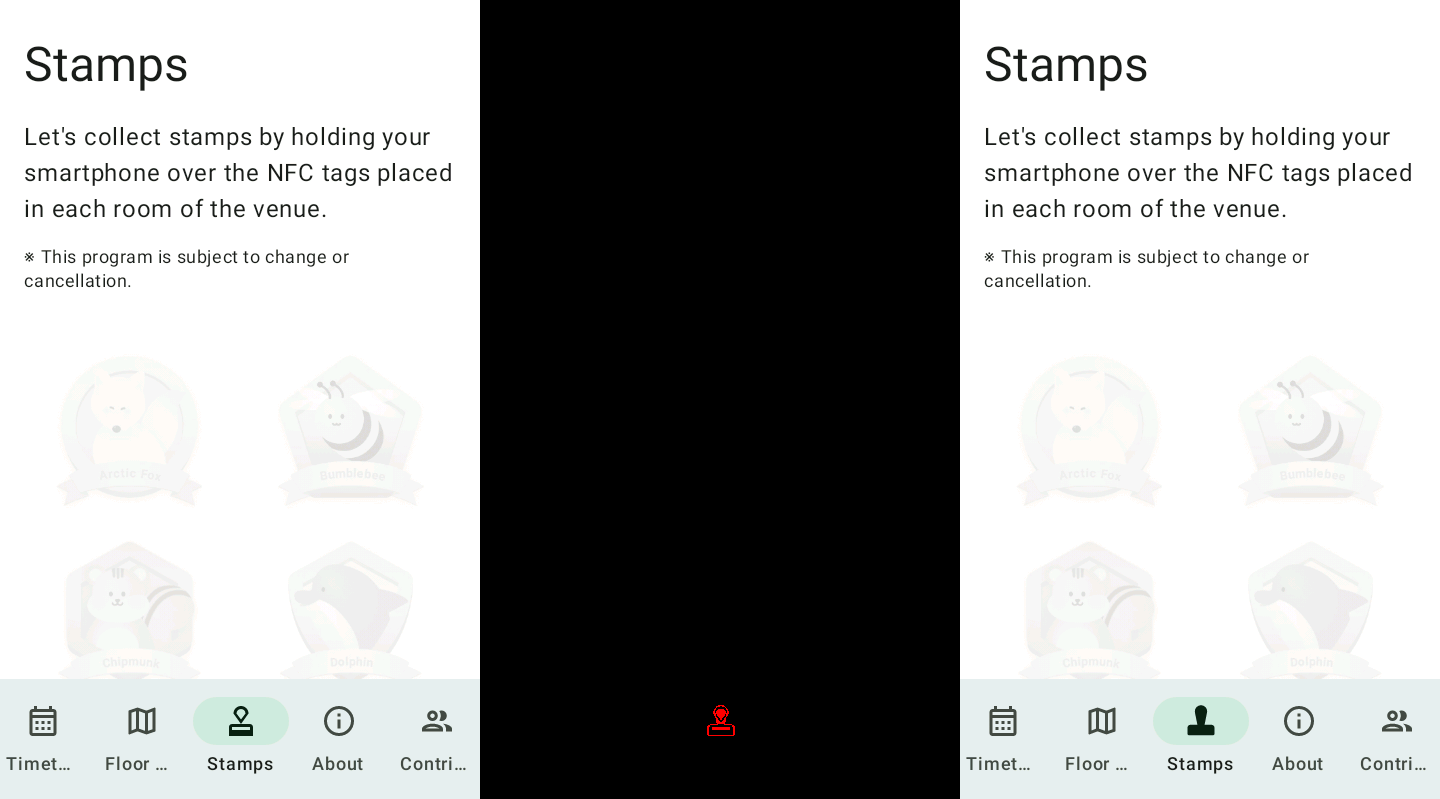 Stamps
Let's collect stamps by holding your
smartphone over the NFC tags placed
in each room of the venue.
※ This program is subject to change or
cancellation.
Arctic Fox
Bumblebee
Chipmunk
Dolphin
Timet…
Floor …
Stamps
About
Contri…
Stamps
Let's collect stamps by holding your
smartphone over the NFC tags placed
in each room of the venue.
※ This program is subject to change or
cancellation.
Arctic Fox
Bumblebee
Chipmunk
Dolphin
Timet…
Floor …
Stamps
About
Contri…